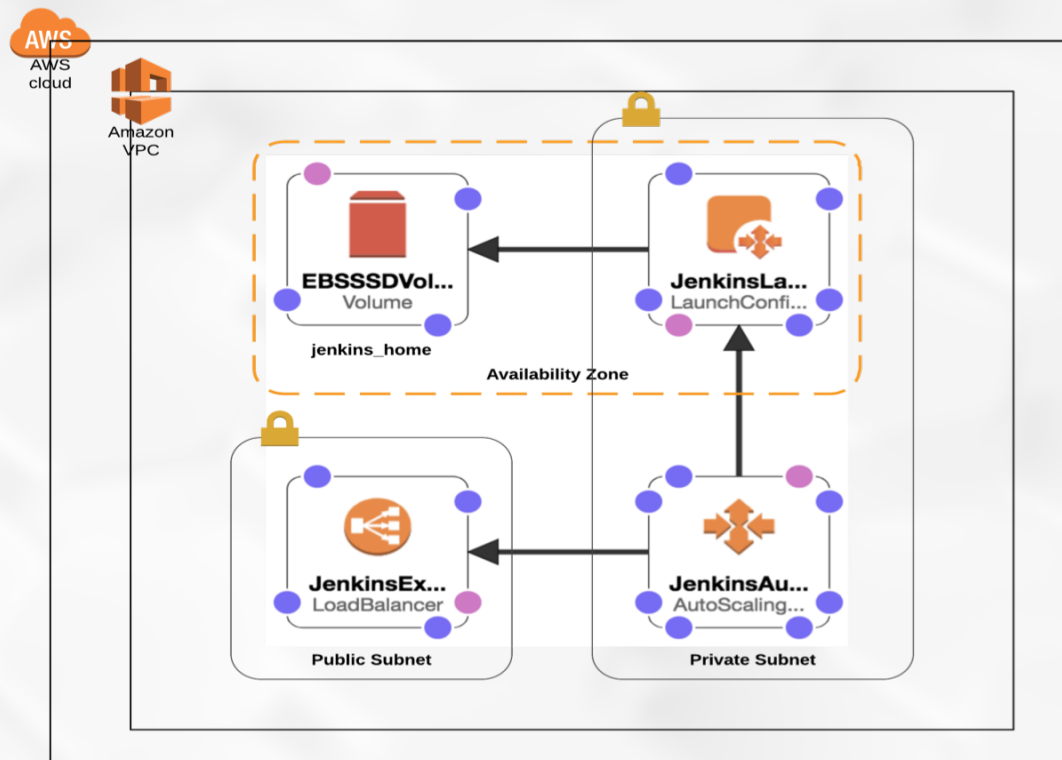 AWS
AWS
cloud
Amazon
VPC
EBSSSDVol...
Volume
jenkins_home
JenkinsLa...
LaunchConfi...
Availability Zone
JenkinsEx...
LoadBalancer
Public Subnet
JenkinsAu...
AutoScaling...
Private Subnet